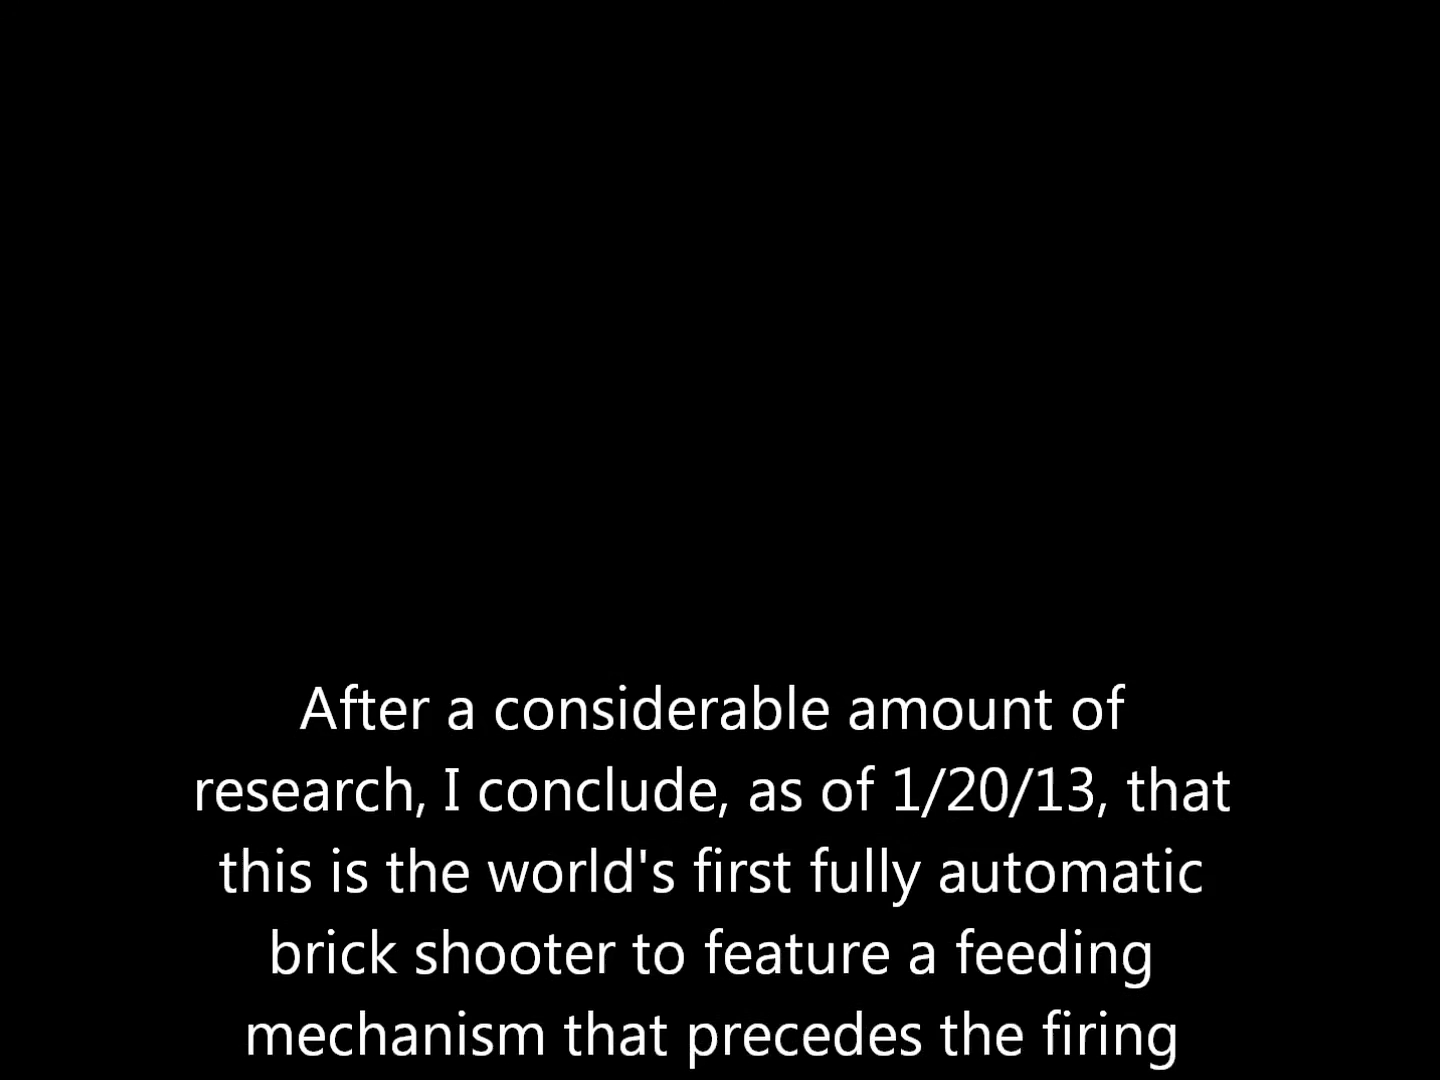 After a considerable amount of
research, I conclude, as of 1/20/13, that
this is the world's first fully automatic
brick shooter to feature a feeding
mechanism that precedes the firing